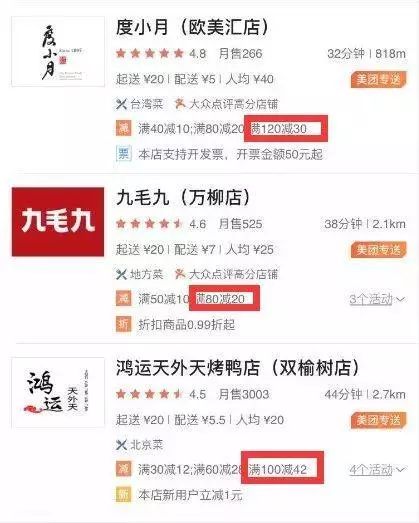 度小月
Since 1895
度小月（欧美汇店）
4.8 月售266
32分钟 | 818m
起送 ¥20 | 配送 ¥5 | 人均 ¥40
美团专送
台湾菜 大众点评高分店铺
减 满40减10;满80减20;满120减30
票 本店支持开发票，开票金额50元起
九毛九
九毛九（万柳店）
4.6 月售525
38分钟 | 2.1km
起送 ¥20 | 配送 ¥7 | 人均 ¥25
美团专送
地方菜 大众点评高分店铺
减 满50减10;满80减20
3个活动
折 折扣商品0.99折起
鸿运
天外天
鸿运天外天烤鸭店（双榆树店）
4.5 月售3003
44分钟 | 2.7km
起送 ¥20 | 配送 ¥5.5 | 人均 ¥20
美团专送
北京菜
减 满30减12;满60减28;满100减42
4个活动
新 本店新用户立减1元